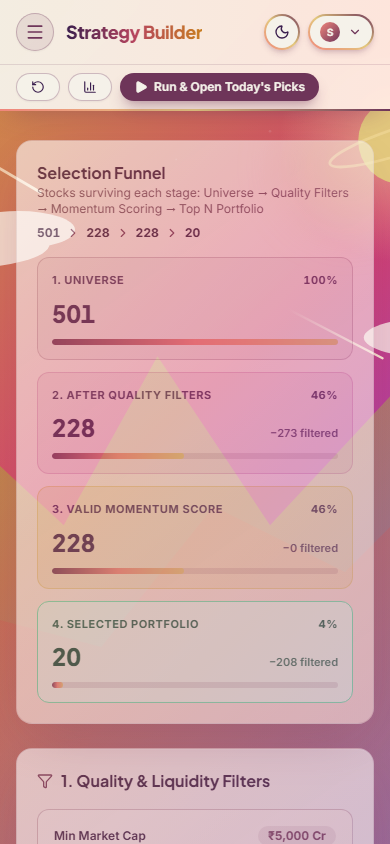 Strategy Builder
S
Run & Open Today's Picks
Selection Funnel
Stocks surviving each stage: Universe → Quality Filters
→ Momentum Scoring → Top N Portfolio
501 > 228 > 228 > 20
1. UNIVERSE 100%
501
2. AFTER QUALITY FILTERS 46%
228 −273 filtered
3. VALID MOMENTUM SCORE 46%
228 −0 filtered
4. SELECTED PORTFOLIO 4%
20 −208 filtered
1. Quality & Liquidity Filters
Min Market Cap ₹5,000 Cr